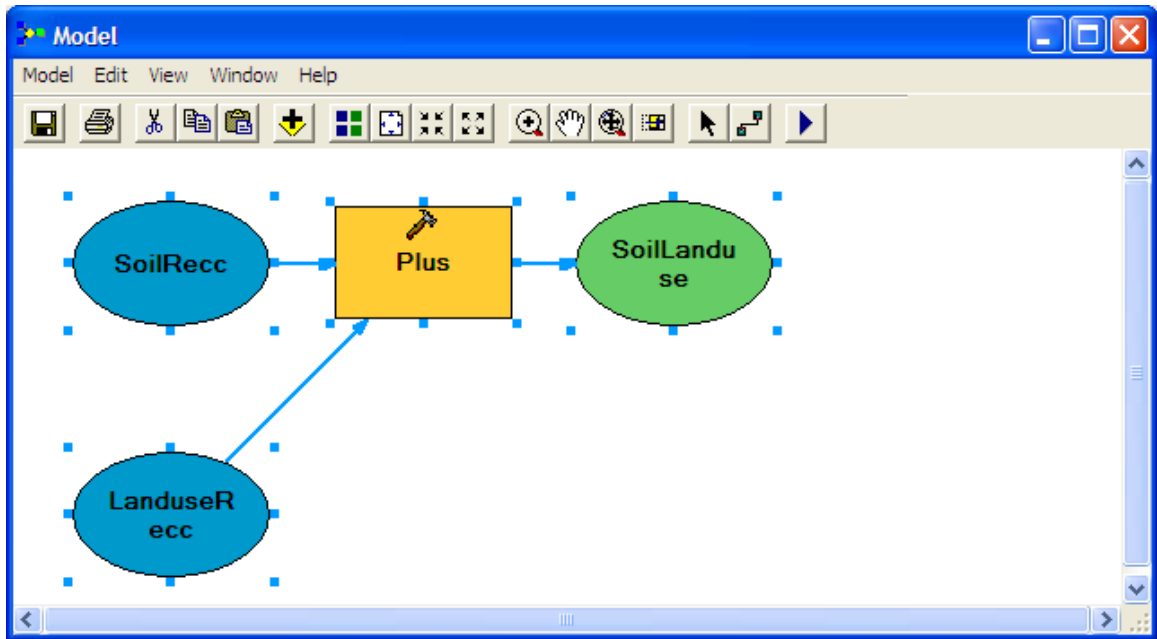 Model
Model Edit View Window Help
SoilRecc
Plus
SoilLandu
se
LanduseR
ecc